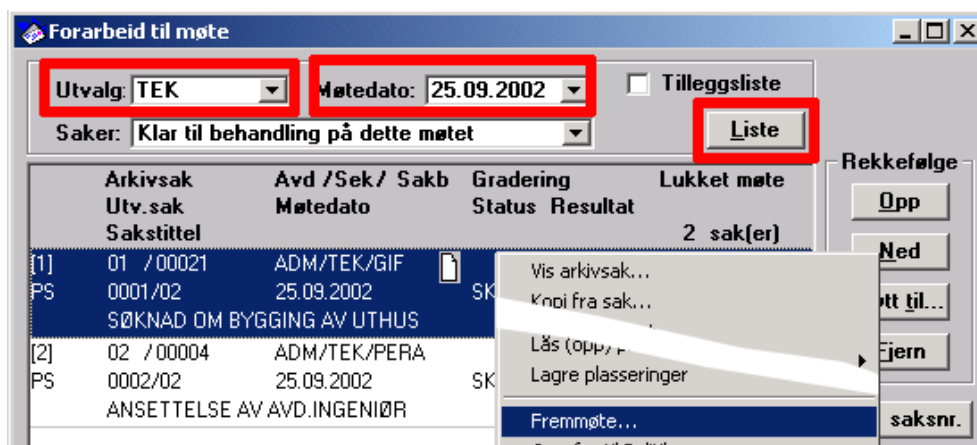 Forarbeid til møte
Utvalg: TEK Møtedato: 25.09.2002 Tilleggsliste
Saker: Klar til behandling på dette møtet Liste
Rekkefølge
Arkivsak Avd /Sek/ Sakb Gradering Lukket møte
Utv.sak Møtedato Status Resultat
Sakstittel 2 sak(er)
Opp
Ned
til...
Fjern
saksnr.
[1] 01 /00021 ADM/TEK/GIF
PS 0001/02 25.09.2002
SØKNAD OM BYGGING AV UTHUS
[2] 02 /00004 ADM/TEK/PERA
PS 0002/02 25.09.2002
ANSETTELSE AV AVD.INGENIØR
Vis arkivsak...
Kopi fra sak...
Lås (opp)
Lagre plasseringer
Fremmøte...